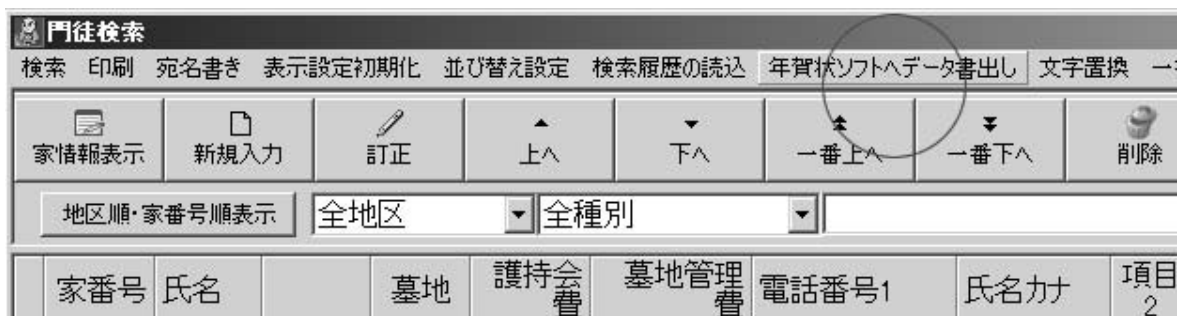 門徒検索
検索 印刷 宛名書き 表示設定初期化 並び替え設定 検索履歴の読込 年賀状ソフトへデータ書出し 文字置換
家情報表示 新規入力 訂正 上へ 下へ 一番上へ 一番下へ 削除
地区順・家番号順表示 全地区 全種別
家番号 氏名 墓地 護持会費 墓地管理費 電話番号1 氏名カナ 項目2